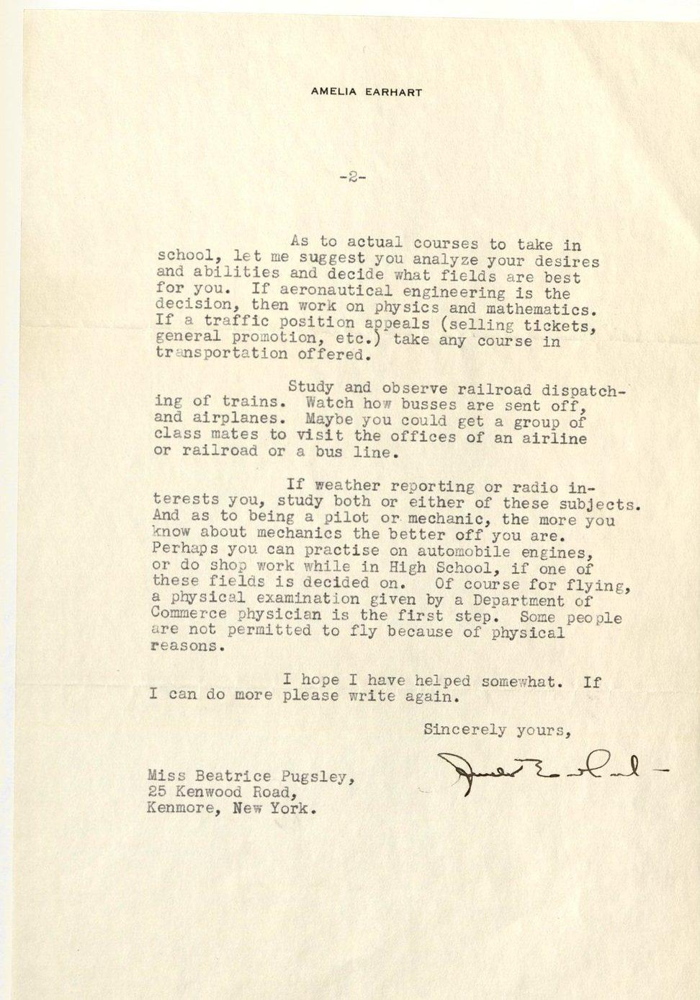 AMELIA EARHART
-2-
As to actual courses to take in
school, let me suggest you analyze your desires
and abilities and decide what fields are best
for you. If aeronautical engineering is the
decision, then work on physics and mathematics.
If a traffic position appeals (selling tickets,
general promotion, etc.) take any course in
transportation offered.
Study and observe railroad dispatch-
ing of trains. Watch how busses are sent off,
and airplanes. Maybe you could get a group of
class mates to visit the offices of an airline
or railroad or a bus line.
If weather reporting or radio in-
terests you, study both or either of these subjects.
And as to being a pilot or mechanic, the more you
know about mechanics the better off you are.
Perhaps you can practise on automobile engines,
or do shop work while in High School, if one of
these fields is decided on. Of course for flying,
a physical examination given by a Department of
Commerce physician is the first step. Some people
are not permitted to fly because of physical
reasons.
I hope I have helped somewhat. If
I can do more please write again.
Sincerely yours,
Amelia Earhart
Miss Beatrice Pugsley,
25 Kenwood Road,
Kenmore, New York.